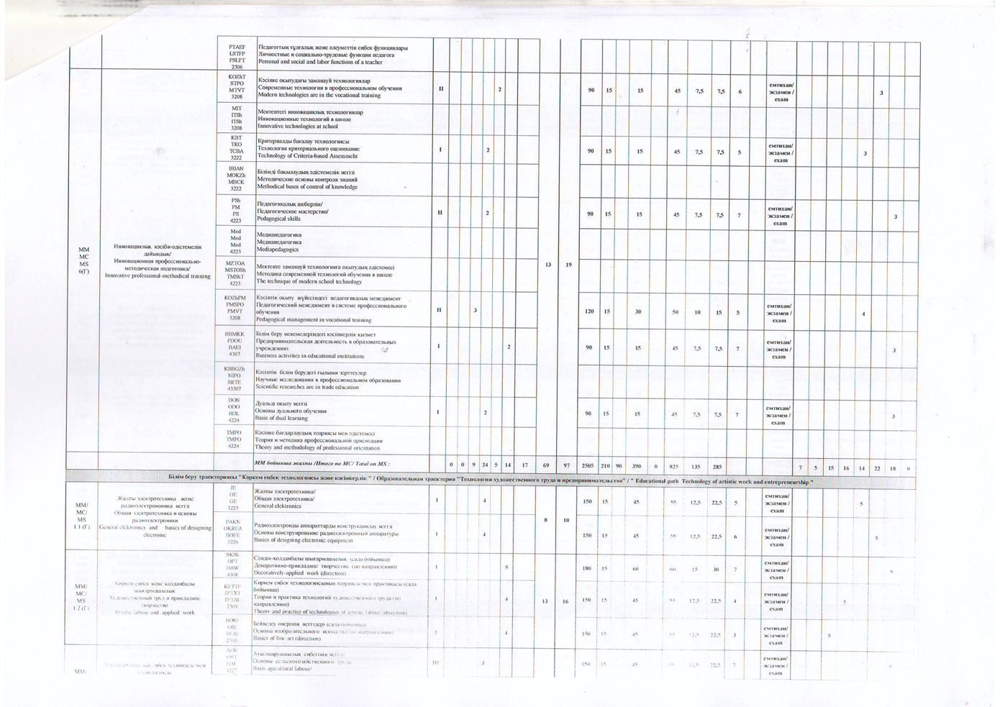 PTAEF
LSTFP
PSLFT
2306
Педагогтың тұлғалық және әлеуметтік еңбек функциялары
Личностные и социально-трудовые функции педагога
Personal and social and labor functions of a teacher
ММ
МС
MS
6(Г)
Инновациялық кәсіби-әдістемелік
дайындық/
Инновационная профессионально-
методическая подготовка/
Innovative professional-methodical training
KOZhT
STPO
MTVT
3208
Кәсіпке оқытудағы заманауй технологиялар
Современные технологии в профессиональном обучении
Modern technologies are in the vocational training
II 2 90 15 15 45 7,5 7,5 6
емтихан/
экзамен /
exam
3
MIT
ITSh
ITSh
3208
Мектептегі инновациялық технологиялар
Инновационные технологий в школе
Innovative technologies at school
KBT
TKO
TCBA
3222
Критериалды бағалау технологиясы
Технология критериального оценивание
Technology of Criteria-based Assessment
I 2 90 15 15 45 7,5 7,5 5
емтихан/
экзамен /
exam
3
BBAN
MOKZh
MBCK
3222
Білімді бақылаудың әдістемелік негізі
Методические основы контроля знаний
Methodical bases of control of knowledge
PSh
PM
PS
4223
Педагогикалық шеберлік/
Педагогическое мастерство/
Pedagogical skills
II 2 90 15 15 45 7,5 7,5 7
емтихан/
экзамен /
exam
3
Med
Med
Med
4223
Медиапедагогика
Медиапедагогика
Mediapedagogics
13 19
MZTOA
MSTOSh
TMShT
4223
Мектепте заманауй технологияга оқытудың әдістемесі
Методика современной технологий обучения в школе
The technique of modern school technology
KOZhPM
PMSPO
PMVT
3208
Кәсіптік оқыту жүйесіндегі педагогикалық менеджмент
Педагогический менеджмент в системе профессионального
обучения
Pedagogical management in vocational training
II 3 120 15 30 50 10 15 5
емтихан/
экзамен /
exam
4
BBMKK
PDOU
BAEI
4307
Білім беру мекемелеріндегі кәсіпкерлік қызмет
Предпринимательская деятельность в образовательных
учреждениях
Business activities in educational institutions
I 2 90 15 15 45 7,5 7,5 7
емтихан/
экзамен /
exam
3
KBBGZh
NIPO
SRTE
43307
Кәсіптік білім берудегі ғылыми зерттеулер
Научные исследования в профессиональном образовании
Scientific researches are in trade education
DON
ODO
BDL
4224
Дуальді оқыту негізі
Основы дуального обучения
Basis of dual learning
I 2 90 15 15 45 7,5 7,5 7
емтихан/
экзамен /
exam
3
TMPO
TMPO
4224
Кәсіпке бағдарлаудың теориясы мен әдістемесі
Теория и методика профессиональной ориентации
Theory and methodology of professional orientation
ММ бойынша жалпы /Итого по МС/ Total on MS : 0 0 9 24 5 14 17 69 97 2505 210 90 390 0 825 135 285 7 5 15 16 14 22 18 0
Білім беру траекториясы "Көркем еңбек технологиясы және кәсіпкерлік " / Образовательная траектория "Технология художественного труда и предпринимательство" / " Educational path Technology of artistic work and entrepreneurship "
ММ/
МС/
MS
1.1 (Г)
Жалпы электротехника және
радиоэлектрононика негізі
Общая электротехника и основы
радиоэлектроники
General elektronics and basics of designing
electronic
JE
OE
GE
3225
Жалпы электротехника/
Общая электротехника/
General elektronics
I 4 8 10 150 15 45 55 12,5 22,5 5
емтихан/
экзамен /
exam
5
PAKN
OKREA
BDEE
3226
Радиоэлектронды аппараттарды конструкциялау негізі
Основы конструирование радиоэлектронный аппаратуры
Basics of designing electronic equipment
I 4 150 15 45 55 12,5 22,5 6
емтихан/
экзамен /
exam
5
ММ/
МС/
MS
1.2 (Г)
Көркем еңбек және қолданбалы
шығармашылық
Художественный труд и прикладное
творчество
Artistic labour and applied work
SKSh
DPT
DAW
4308
Сәндік-қолданбалы шығармашылық (сала бойынша)
Декоративно-прикладное творчество (по направлению)
Decoratively-applied work (direction)
I 5 13 16 180 15 60 60 15 30 7
емтихан/
экзамен /
exam
6
KETTP
TPTXT
TPTAL
2309
Көркем еңбек технологиясының теориясы мен практикасы (сала
бойынша)
Теория и практика технологий художественного труда (по
направлению)
Theory and practice of technologies of artistic labour (direction)
I 4 150 15 45 55 12,5 22,5 4
емтихан/
экзамен /
exam
5
2310
Бейнелеу өнерінің негіздері (сала бойынша)
Основы изобразительного искусства (по направлению)
Basics of fine art (direction)
I 4 150 15 45 55 12,5 22,5 3
емтихан/
экзамен /
exam
5
ММ/
Ауылшаруашылық еңбек техникасы мен
технологиясы
3227
Ауылшаруашылық еңбегінің негізі
Основы сельскохозяйственного труда
Basis agricultural labour/
III 3 150 15 45 55 12,5 22,5 7
емтихан/
экзамен /
exam
5